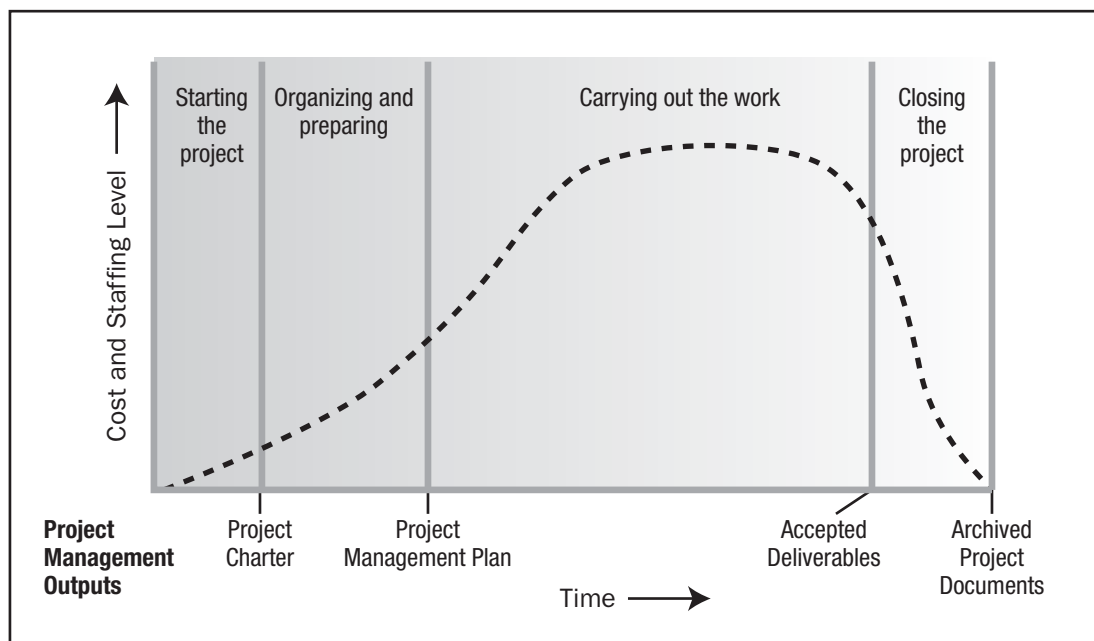 Starting
the
project
Organizing and
preparing
Carrying out the work
Closing
the
project
Cost and Staffing Level
Project
Management
Outputs
Project
Charter
Project
Management Plan
Accepted
Deliverables
Archived
Project
Documents
Time